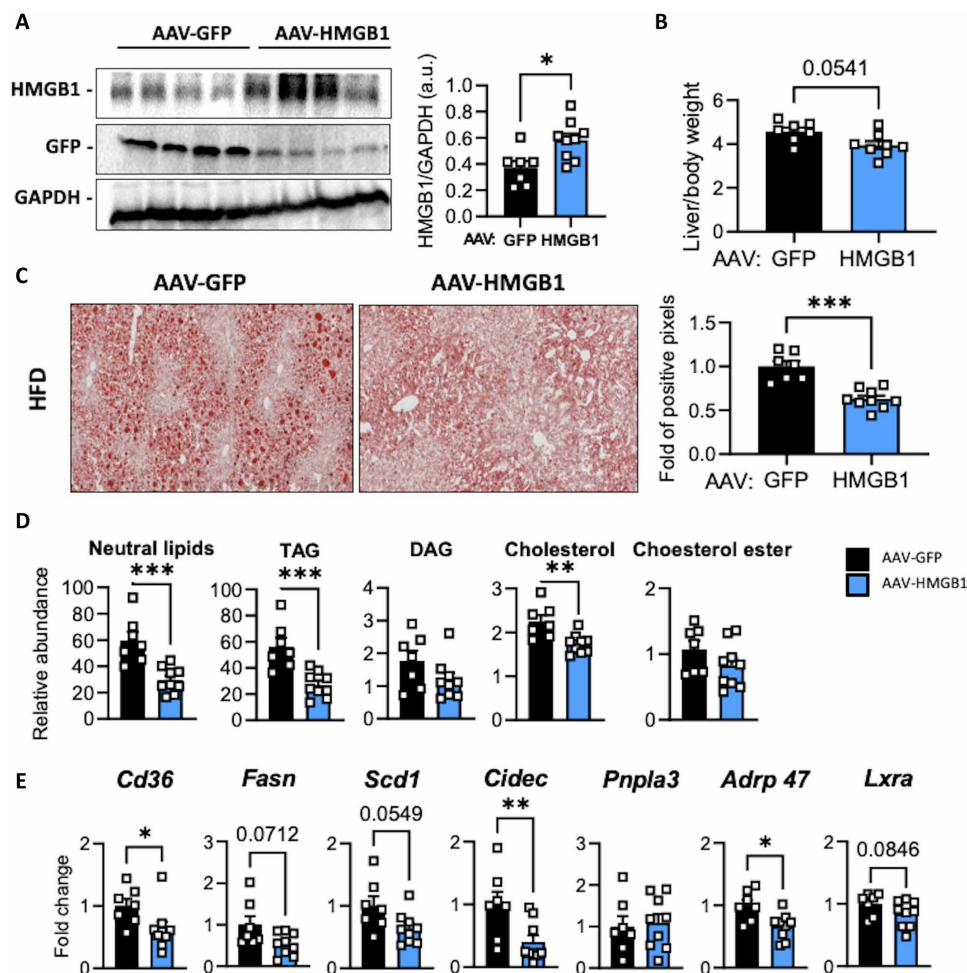 A
AAV-GFP AAV-HMGB1
HMGB1 -
GFP -
GAPDH -
HMGB1/GAPDH (a.u.)
1.0
0.8
0.6
0.4
0.2
0.0
*
AAV: GFP HMGB1
B
0.0541
Liver/body weight
6
4
2
0
AAV: GFP HMGB1
C
AAV-GFP AAV-HMGB1
HFD
***
Fold of positive pixels
1.5
1.0
0.5
0.0
AAV: GFP HMGB1
D
Relative abundance
Neutral lipids
***
100
80
60
40
20
0
TAG
***
100
80
60
40
20
0
DAG
4
3
2
1
0
Cholesterol
**
3
2
1
0
Choesterol ester
2
1
0
AAV-GFP
AAV-HMGB1
E
Fold change
Cd36
*
2
1
0
Fasn
0.0712
3
2
1
0
Scd1
0.0549
2
1
0
Cidec
**
2
1
0
Pnpla3
3
2
1
0
Adrp 47
*
2
1
0
Lxra
0.0846
2
1
0